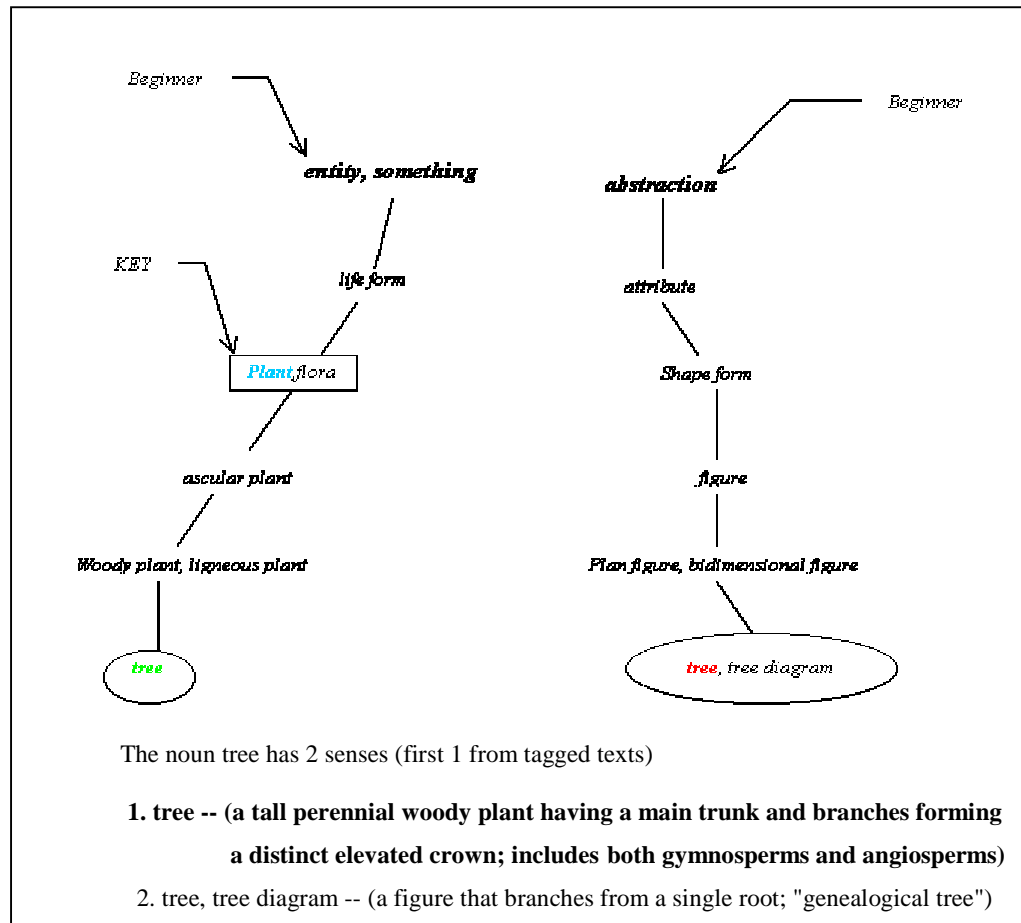 Beginner
Beginner
entity, something
abstraction
KEY
life form
attribute
Plant,flora
Shape form
ascular plant
figure
Woody plant, ligneous plant
Plan figure, bidimensional figure
tree
tree, tree diagram
The noun tree has 2 senses (first 1 from tagged texts)
1. tree -- (a tall perennial woody plant having a main trunk and branches forming
a distinct elevated crown; includes both gymnosperms and angiosperms)
2. tree, tree diagram -- (a figure that branches from a single root; "genealogical tree")